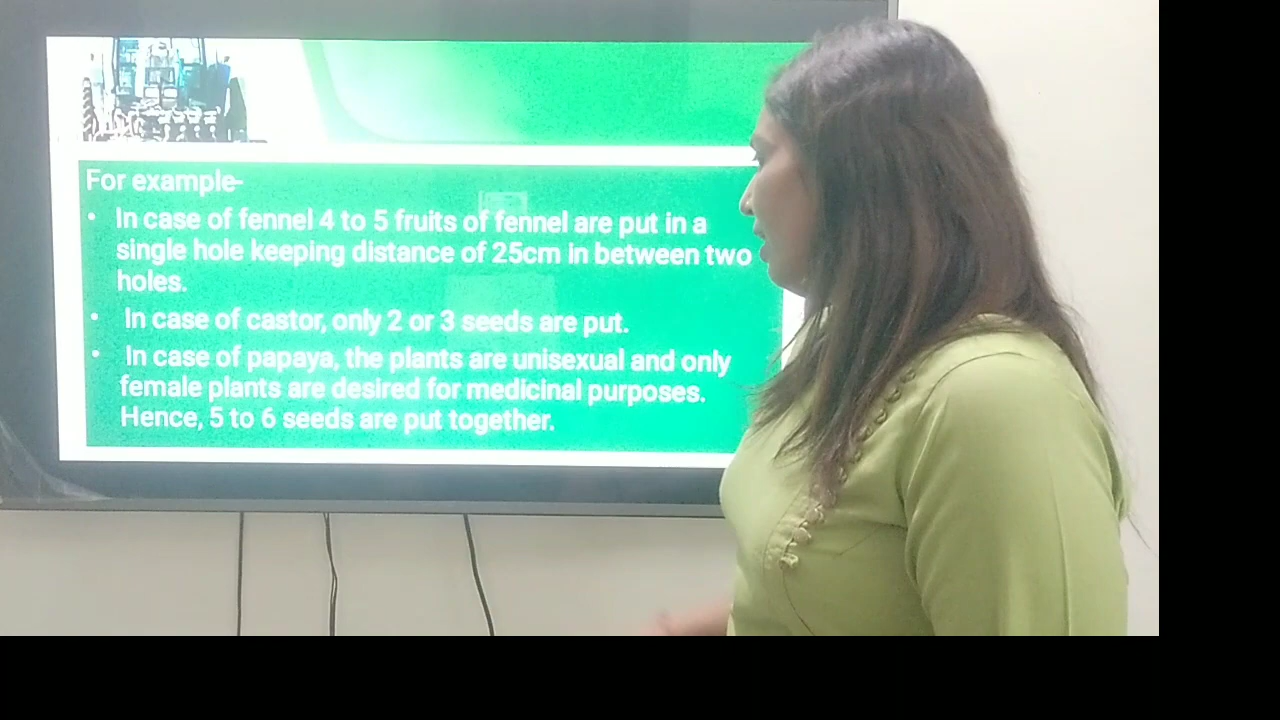 For example-
• In case of fennel 4 to 5 fruits of fennel are put in a
single hole keeping distance of 25cm in between two
holes.
• In case of castor, only 2 or 3 seeds are put.
• In case of papaya, the plants are unisexual and only
female plants are desired for medicinal purposes.
Hence, 5 to 6 seeds are put together.